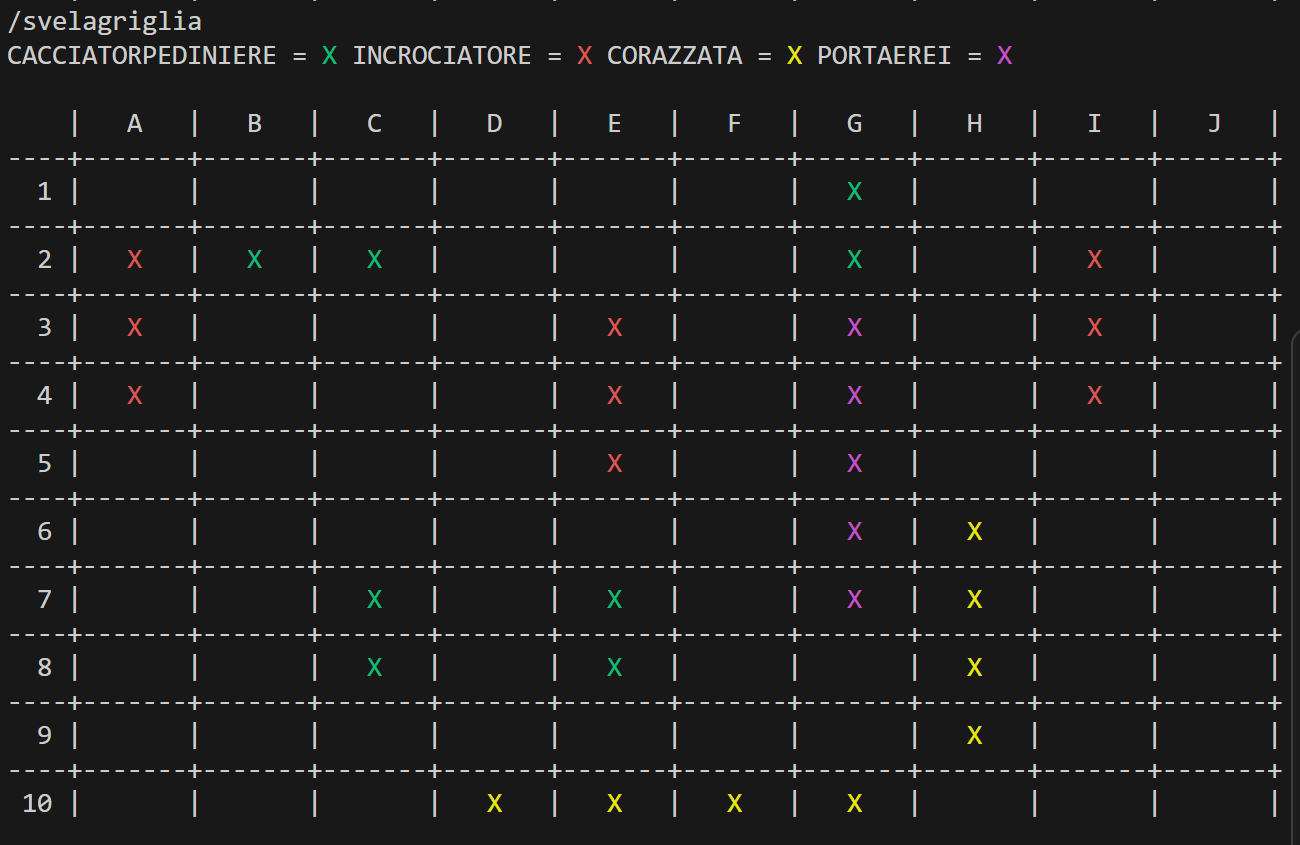 /svelagriglia
CACCIATORPEDINIERE = X INCROCIATORE = X CORAZZATA = X PORTAEREI = X
    |   A   |   B   |   C   |   D   |   E   |   F   |   G   |   H   |   I   |   J   |
----+-------+-------+-------+-------+-------+-------+-------+-------+-------+-------+
  1 |       |       |       |       |       |       |   X   |       |       |       |
----+-------+-------+-------+-------+-------+-------+-------+-------+-------+-------+
  2 |   X   |   X   |   X   |       |       |       |   X   |       |   X   |       |
----+-------+-------+-------+-------+-------+-------+-------+-------+-------+-------+
  3 |   X   |       |       |       |   X   |       |   X   |       |   X   |       |
----+-------+-------+-------+-------+-------+-------+-------+-------+-------+-------+
  4 |   X   |       |       |       |   X   |       |   X   |       |   X   |       |
----+-------+-------+-------+-------+-------+-------+-------+-------+-------+-------+
  5 |       |       |       |       |   X   |       |   X   |       |       |       |
----+-------+-------+-------+-------+-------+-------+-------+-------+-------+-------+
  6 |       |       |       |       |       |       |   X   |   X   |       |       |
----+-------+-------+-------+-------+-------+-------+-------+-------+-------+-------+
  7 |       |       |   X   |       |   X   |       |   X   |   X   |       |       |
----+-------+-------+-------+-------+-------+-------+-------+-------+-------+-------+
  8 |       |       |   X   |       |   X   |       |       |   X   |       |       |
----+-------+-------+-------+-------+-------+-------+-------+-------+-------+-------+
  9 |       |       |       |       |       |       |       |   X   |       |       |
----+-------+-------+-------+-------+-------+-------+-------+-------+-------+-------+
 10 |       |       |       |   X   |   X   |   X   |   X   |       |       |       |